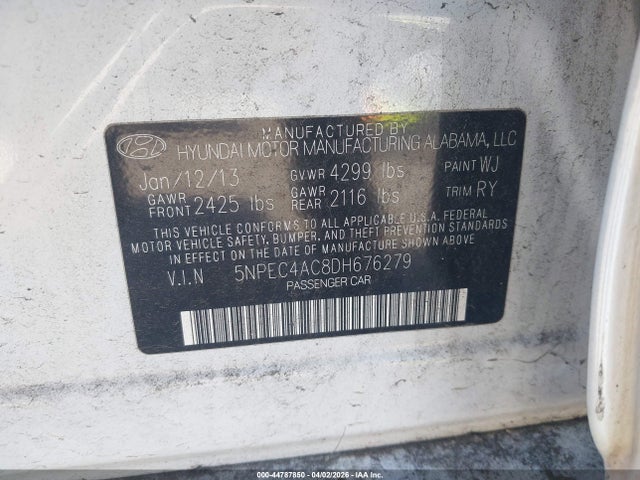 MANUFACTURED BY
HYUNDAI MOTOR MANUFACTURING ALABAMA, LLC
Jan/12/13 GVWR 4299 lbs PAINT WJ
GAWR FRONT 2425 lbs GAWR REAR 2116 lbs TRIM RY
THIS VEHICLE CONFORMS TO ALL APPLICABLE U.S.A. FEDERAL
MOTOR VEHICLE SAFETY, BUMPER, AND THEFT PREVENTION STANDARDS
IN EFFECT ON THE DATE OF MANUFACTURE SHOWN ABOVE.
V.I.N 5NPEC4AC8DH676279
PASSENGER CAR
000-44787850 04/02/2026 IAAI Inc. Copyright